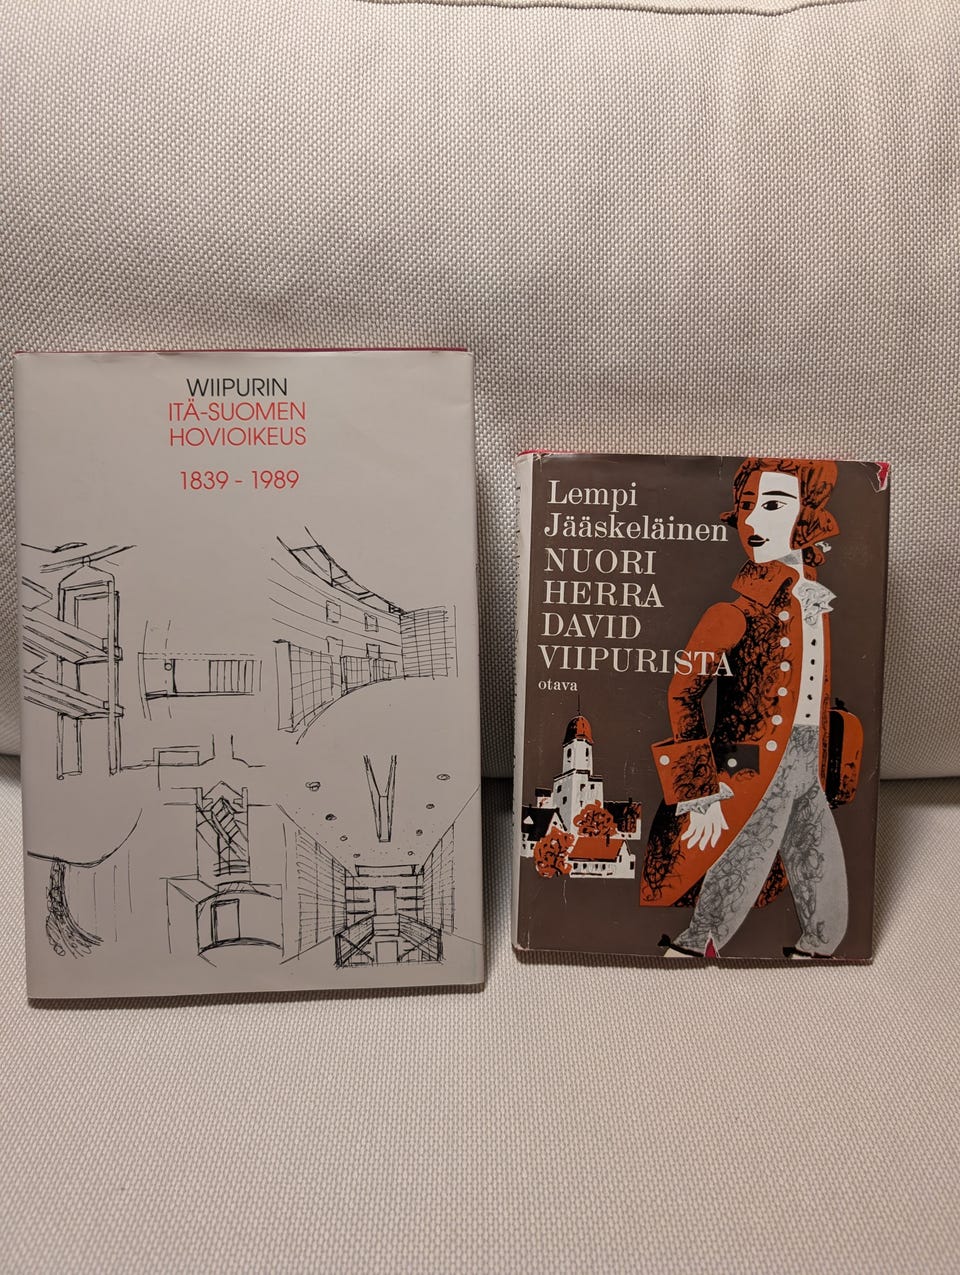 WIIPURIN
ITÄ-SUOMEN
HOVIOIKEUS
1839 - 1989
Lempi
Jääskeläinen
NUORI
HERRA
DAVID
VIIPURISTA
otava